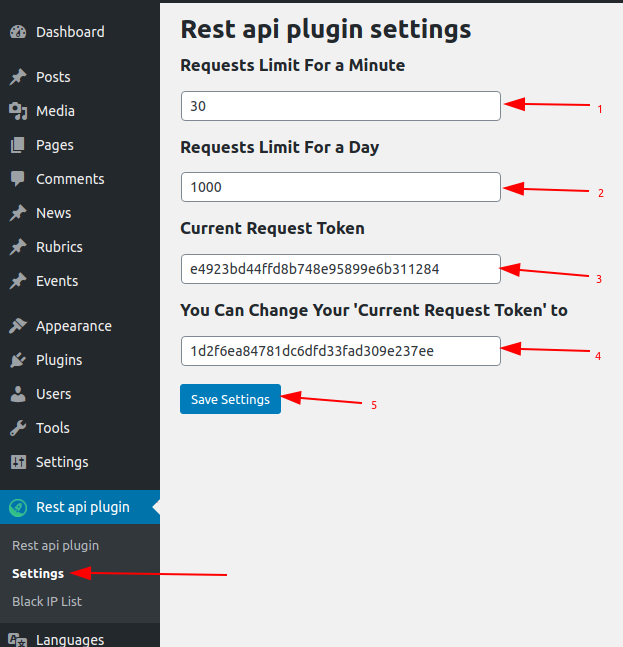 Dashboard
Posts
Media
Pages
Comments
News
Rubrics
Events
Appearance
Plugins
Users
Tools
Settings
Rest api plugin
Rest api plugin
Settings
Black IP List
Languages
Rest api plugin settings
Requests Limit For a Minute
30
1
Requests Limit For a Day
1000
2
Current Request Token
e4923bd44ffd8b748e95899e6b311284
3
You Can Change Your 'Current Request Token' to
1d2f6ea84781dc6dfd33fad309e237ee
4
Save Settings
5